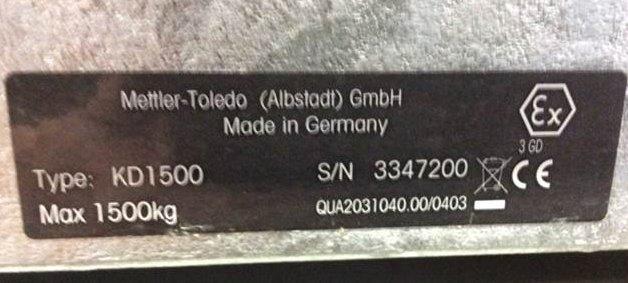 Mettler-Toledo (Albstadt) GmbH
Made in Germany
Ex
3 GD
Type: KD1500
S/N 3347200
CE
Max 1500kg
QUA2031040.00/0403